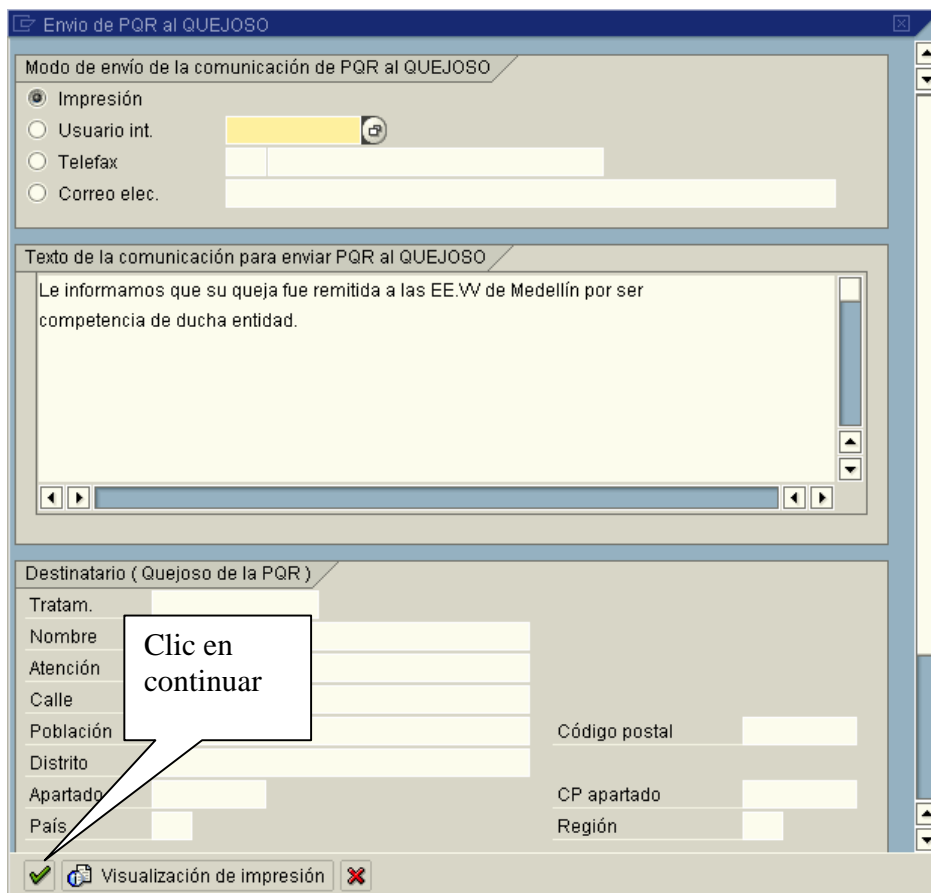 Envio de PQR al QUEJOSO
Modo de envío de la comunicación de PQR al QUEJOSO
Impresión
Usuario int.
Telefax
Correo elec.
Texto de la comunicación para enviar PQR al QUEJOSO
Le informamos que su queja fue remitida a las EE.VV de Medellín por ser
competencia de ducha entidad.
Destinatario ( Quejoso de la PQR )
Tratam.
Nombre
Atención
Calle
Población
Código postal
Distrito
Apartado
CP apartado
País
Región
Clic en
continuar
Visualización de impresión